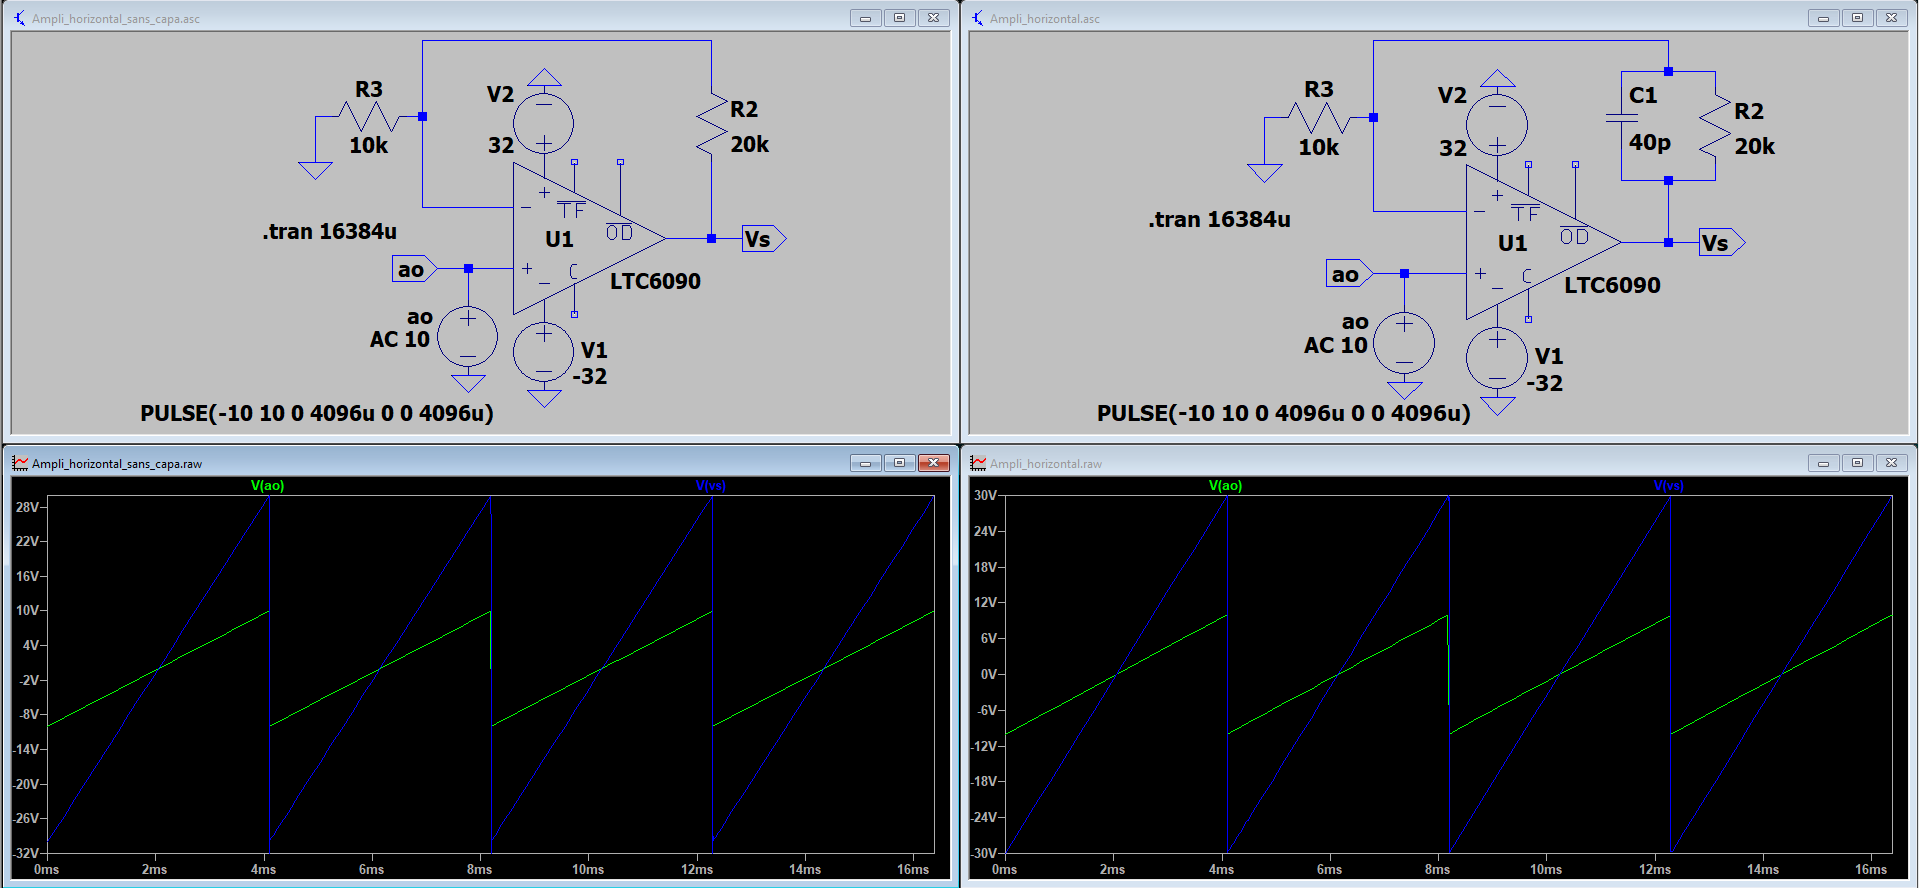 Ampli_horizontal_sans_capa.asc
R3
10k
V2
32
R2
20k
.tran 16384u
+
TF
−
OD
U1
Vs
ao
+
C
−
LTC6090
ao
AC 10
+
−
+
−
V1
-32
PULSE(-10 10 0 4096u 0 0 4096u)
Ampli_horizontal.asc
R3
10k
V2
32
C1
40p
R2
20k
.tran 16384u
+
TF
−
OD
U1
Vs
ao
+
C
−
LTC6090
ao
AC 10
+
−
+
−
V1
-32
PULSE(-10 10 0 4096u 0 0 4096u)
Ampli_horizontal_sans_capa.raw
V(ao)
V(vs)
28V
22V
16V
10V
4V
-2V
-8V
-14V
-20V
-26V
-32V
0ms
2ms
4ms
6ms
8ms
10ms
12ms
14ms
16ms
Ampli_horizontal.raw
V(ao)
V(vs)
30V
24V
18V
12V
6V
0V
-6V
-12V
-18V
-24V
-30V
0ms
2ms
4ms
6ms
8ms
10ms
12ms
14ms
16ms